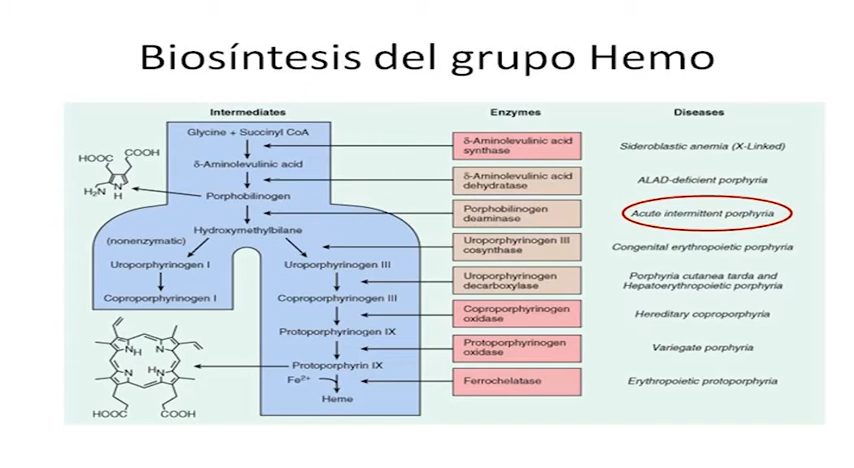 Biosíntesis del grupo Hemo
Intermediates
Enzymes
Diseases
Glycine + Succinyl CoA
δ-Aminolevulinic acid
synthase
Sideroblastic anemia (X-Linked)
HOOC
COOH
H₂N
N
H
δ-Aminolevulinic acid
δ-Aminolevulinic acid
dehydratase
ALAD-deficient porphyria
Porphobilinogen
Porphobilinogen
deaminase
Acute intermittent porphyria
Hydroxymethylbilane
(nonenzymatic)
Uroporphyrinogen III
cosynthase
Congenital erythropoietic porphyria
Uroporphyrinogen I
Uroporphyrinogen III
Uroporphyrinogen
decarboxylase
Porphyria cutanea tarda and
Hepatoerythropoietic porphyria
Coproporphyrinogen I
Coproporphyrinogen III
Coproporphyrinogen
oxidase
Hereditary coproporphyria
Protoporphyrinogen IX
Protoporphyrinogen
oxidase
Variegate porphyria
Protoporphyrin IX
NH
N
N
HN
HOOC
COOH
Fe²⁺
Heme
Ferrochelatase
Erythropoietic protoporphyria